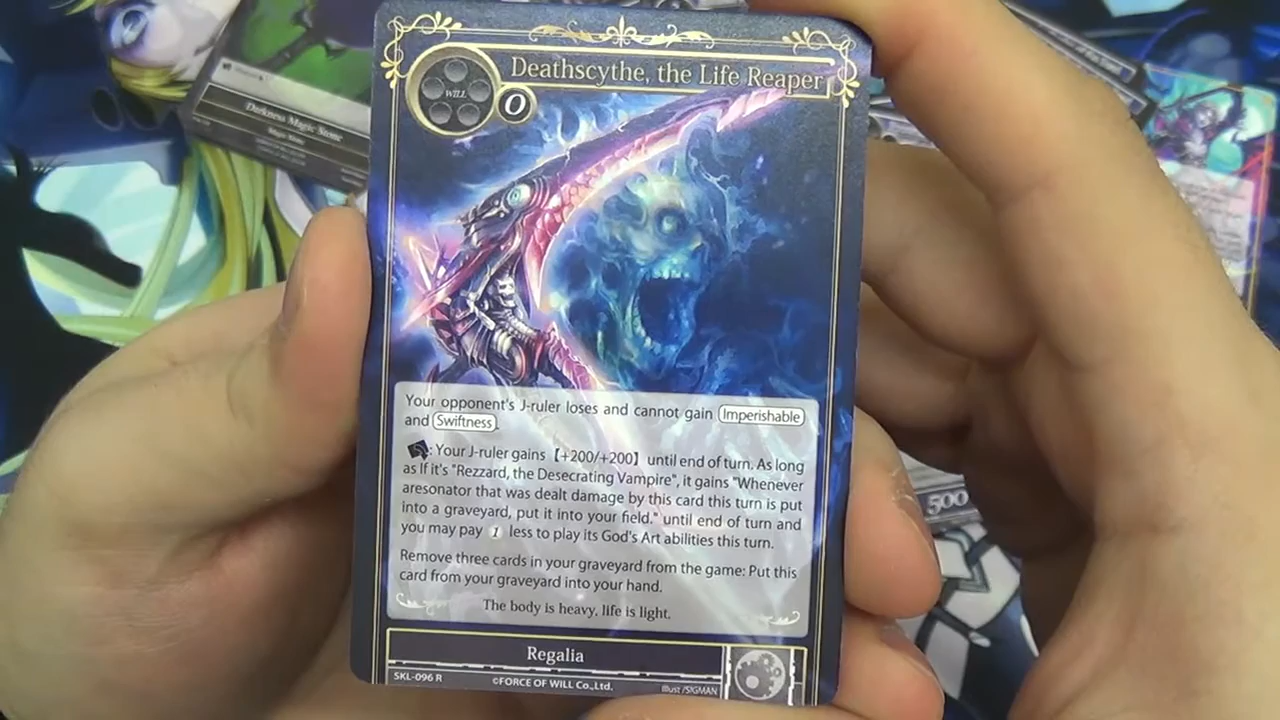 Deathscythe, the Life Reaper
WILL
0
Your opponent's J-ruler loses and cannot gain Imperishable
and Swiftness.
: Your J-ruler gains 【+200/+200】 until end of turn. As long
as If it's "Rezzard, the Desecrating Vampire", it gains "Whenever
aresonator that was dealt damage by this card this turn is put
into a graveyard, put it into your field." until end of turn and
you may pay 1 less to play its God's Art abilities this turn.
Remove three cards in your graveyard from the game: Put this
card from your graveyard into your hand.
The body is heavy, life is light.
Regalia
SKL-096 R
©FORCE OF WILL Co.,Ltd.
Illust /SIGMAN
Darkness Magic Stone
Magic Stone
500